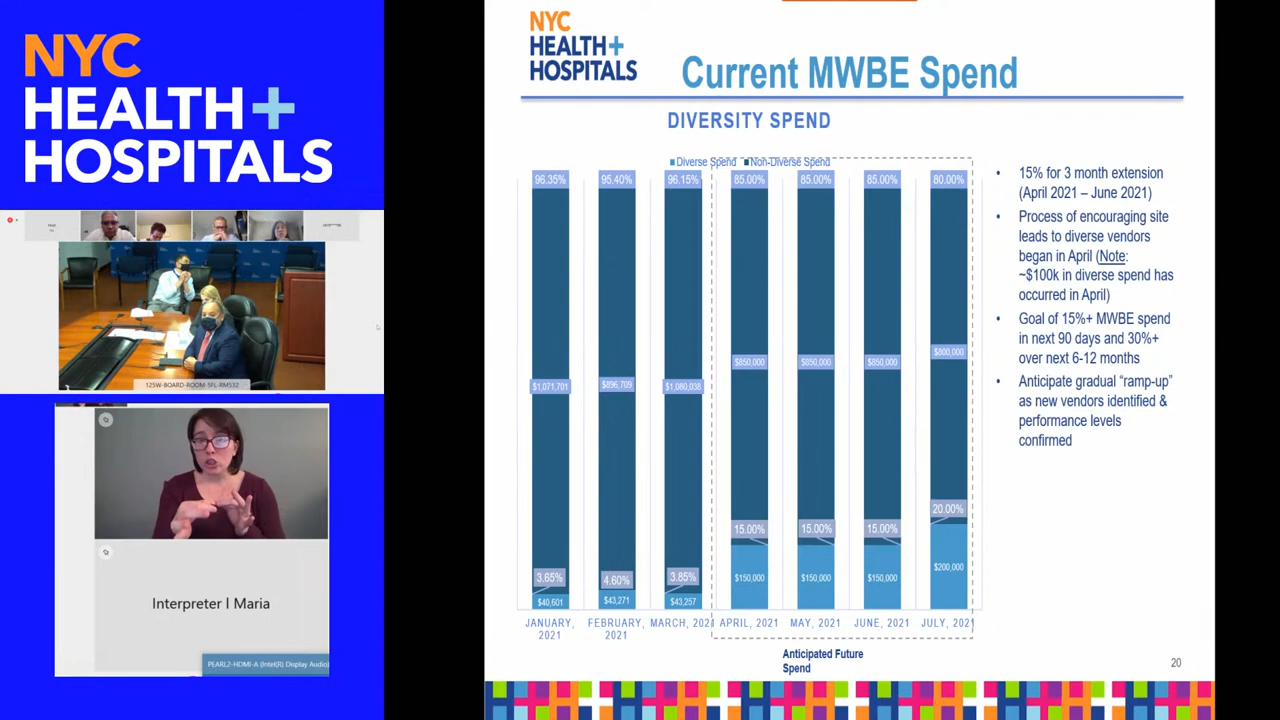 NYC
HEALTH+
HOSPITALS
125W-BOARD-ROOM-5FL-RM532
Interpreter | Maria
PEARL2-HDMI-A (Intel(R) Display Audio)
NYC
HEALTH+
HOSPITALS
Current MWBE Spend
DIVERSITY SPEND
Diverse Spend Non-Diverse Spend
96.35% 95.40% 96.15% 85.00% 85.00% 85.00% 80.00%
$1,071,701 $896,709 $1,080,038 $850,000 $850,000 $850,000 $800,000
3.65% 4.60% 3.85% 15.00% 15.00% 15.00% 20.00%
$40,601 $43,271 $43,257 $150,000 $150,000 $150,000 $200,000
JANUARY, 2021
FEBRUARY, 2021
MARCH, 2021
APRIL, 2021
MAY, 2021
JUNE, 2021
JULY, 2021
Anticipated Future
Spend
• 15% for 3 month extension
(April 2021 – June 2021)
• Process of encouraging site
leads to diverse vendors
began in April (Note:
~$100k in diverse spend has
occurred in April)
• Goal of 15%+ MWBE spend
in next 90 days and 30%+
over next 6-12 months
• Anticipate gradual “ramp-up”
as new vendors identified &
performance levels
confirmed
20